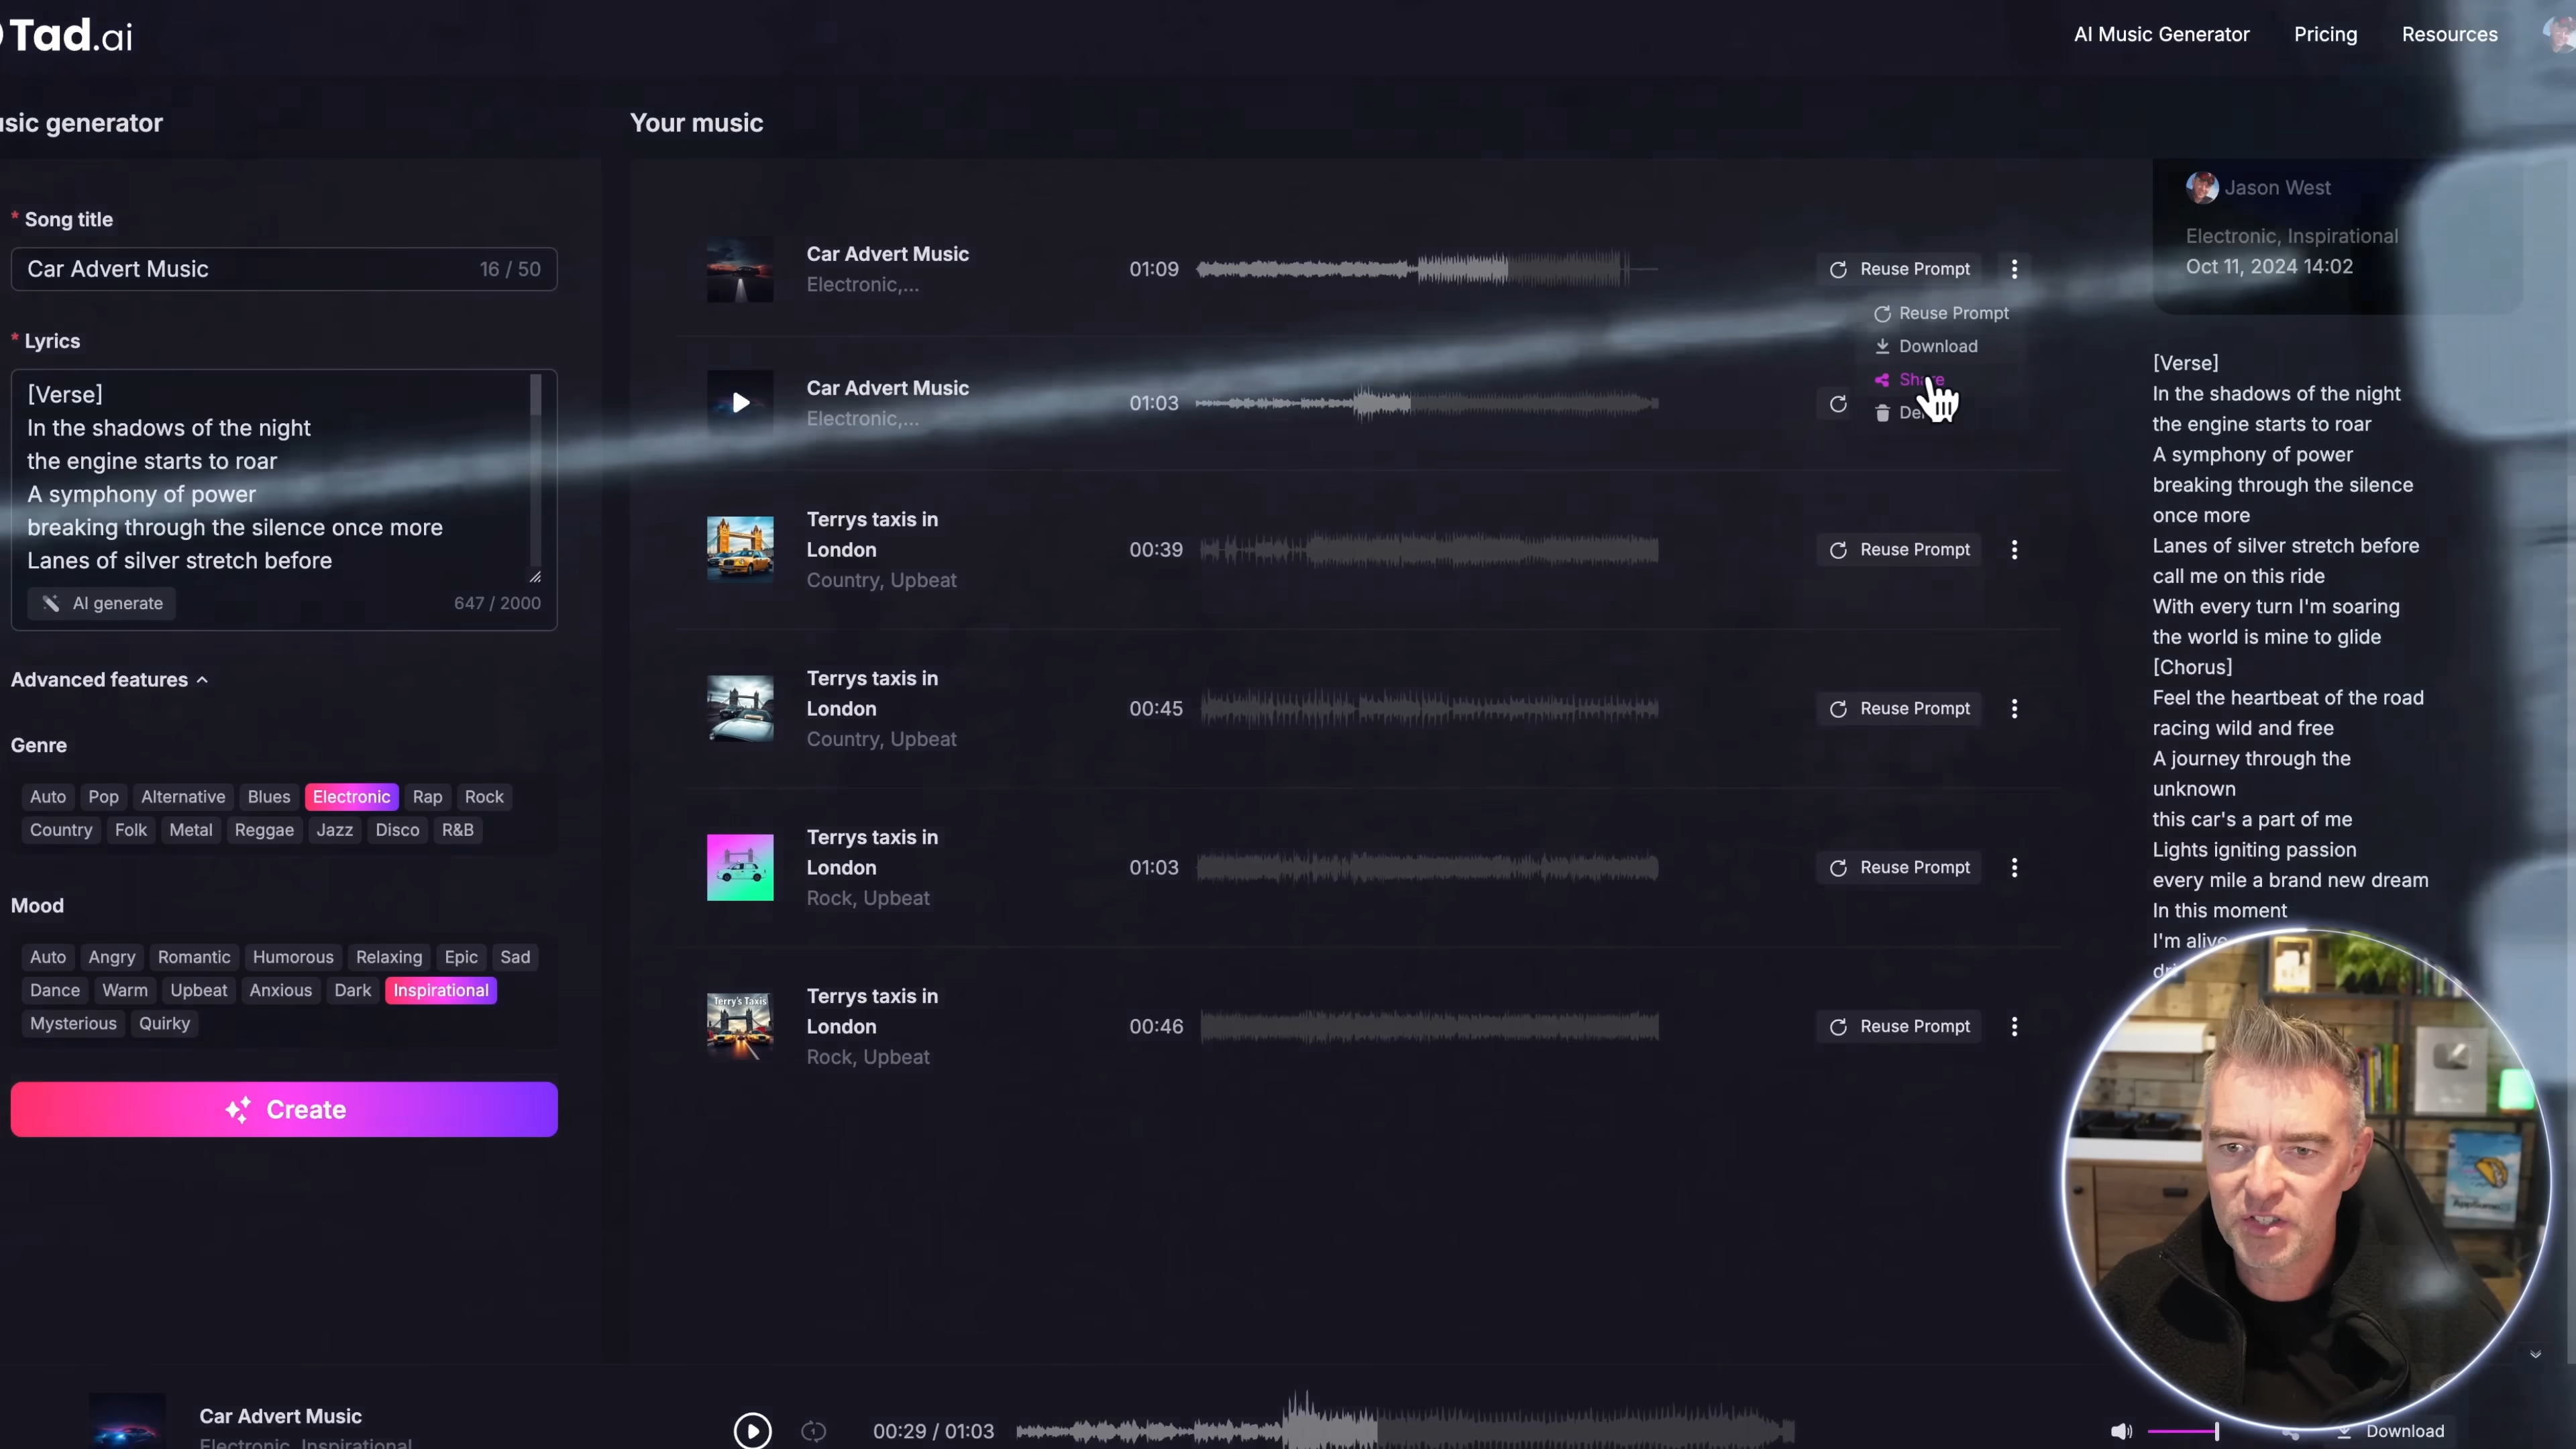 Tad.ai
AI Music Generator
Pricing
Resources
sic generator
Your music
* Song title
Car Advert Music
16 / 50
* Lyrics
[Verse]
In the shadows of the night
the engine starts to roar
A symphony of power
breaking through the silence once more
Lanes of silver stretch before
AI generate
647 / 2000
Advanced features
Genre
Auto Pop Alternative Blues Electronic Rap Rock
Country Folk Metal Reggae Jazz Disco R&B
Mood
Auto Angry Romantic Humorous Relaxing Epic Sad
Dance Warm Upbeat Anxious Dark Inspirational
Mysterious Quirky
Create
Car Advert Music
Electronic,...
01:09
Reuse Prompt
Reuse Prompt
Download
Share
Car Advert Music
Electronic,...
01:03
Terrys taxis in
London
Country, Upbeat
00:39
Reuse Prompt
Terrys taxis in
London
Country, Upbeat
00:45
Reuse Prompt
Terrys taxis in
London
Rock, Upbeat
01:03
Reuse Prompt
Terry's Taxis
Terrys taxis in
London
Rock, Upbeat
00:46
Reuse Prompt
Jason West
Electronic, Inspirational
Oct 11, 2024 14:02
[Verse]
In the shadows of the night
the engine starts to roar
A symphony of power
breaking through the silence
once more
Lanes of silver stretch before
call me on this ride
With every turn I'm soaring
the world is mine to glide
[Chorus]
Feel the heartbeat of the road
racing wild and free
A journey through the
unknown
this car's a part of me
Lights igniting passion
every mile a brand new dream
In this moment
I'm alive
Car Advert Music
Electronic, Inspirational
00:29 / 01:03
Download